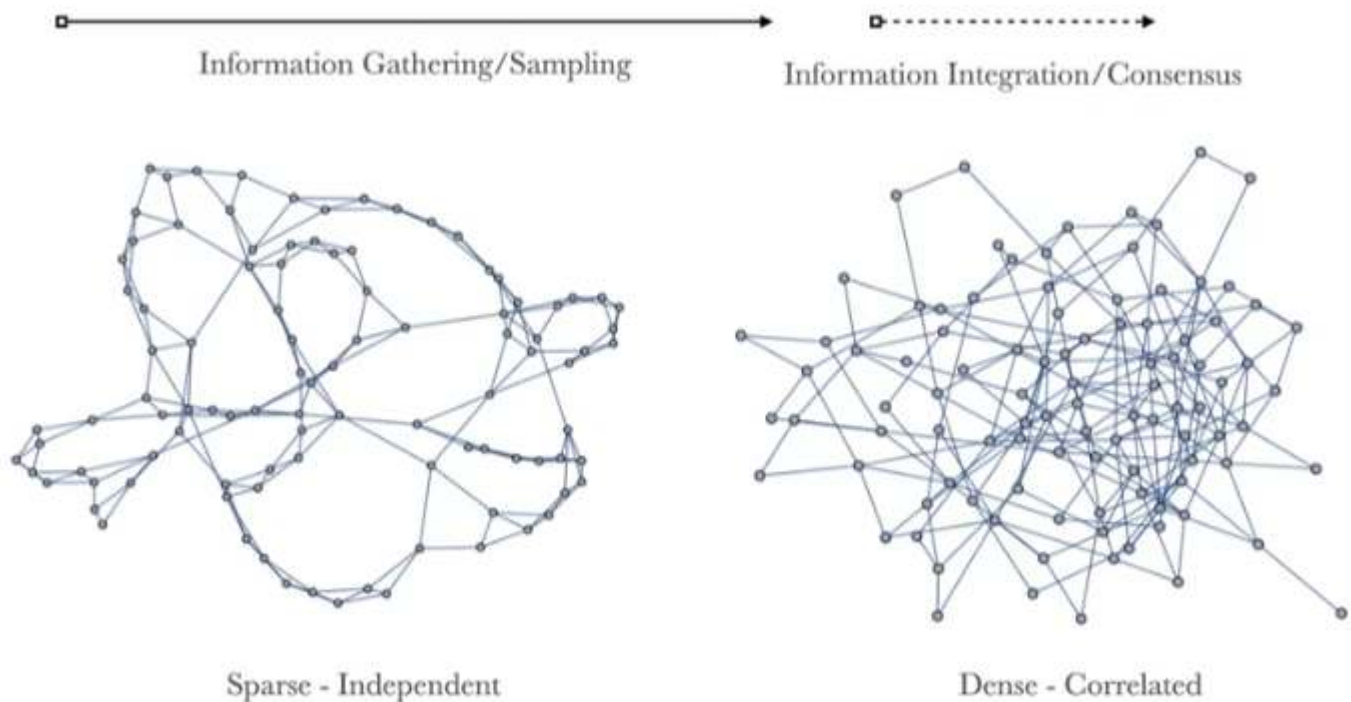 Information Gathering/Sampling
Information Integration/Consensus
Sparse - Independent
Dense - Correlated